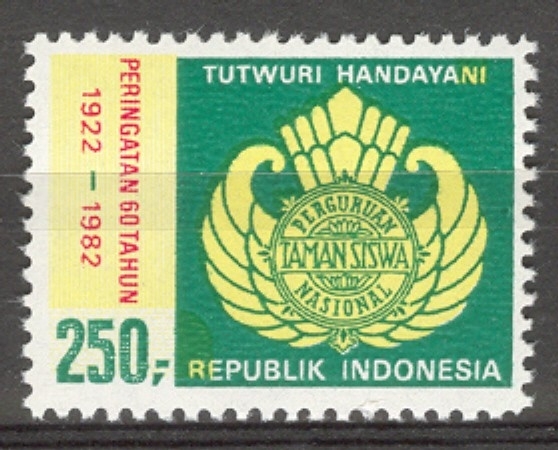 TUTWURI HANDAYANI
PERINGATAN 60 TAHUN
1922 - 1982
PERGURUAN
TAMAN SISWA
NASIONAL
250,-
REPUBLIK INDONESIA